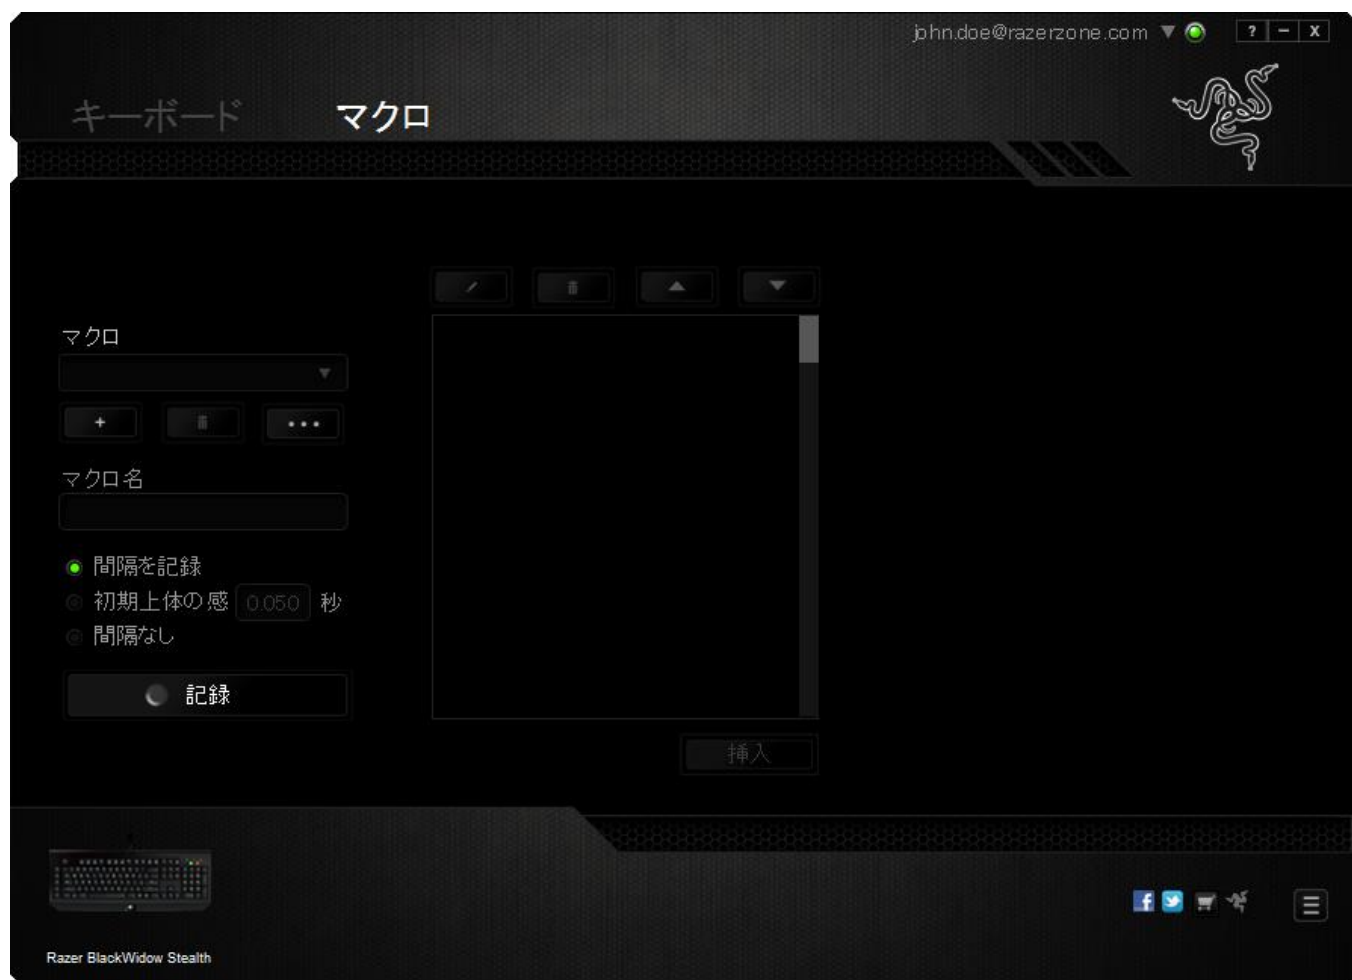 john.doe@razerzone.com
? - X
キーボード マクロ
マクロ
マクロ名
間隔を記録
初期上体の感 0.050 秒
間隔なし
記録
挿入
Razer BlackWidow Stealth